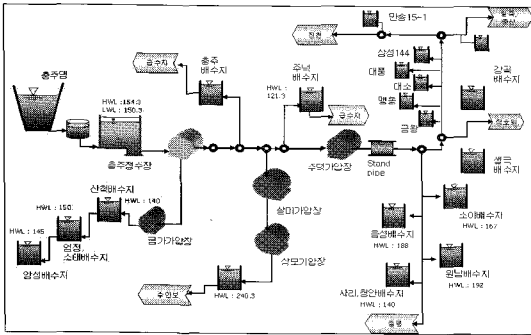 만송15-1
진천
삼성144
대풍
대소
맹동
금왕
감곡
배수지
생극
배수지
충주댐
급수지
충주
배수지
주덕
배수지
HWL :
121.3
급수지
HWL : 154.3
LWL : 150.3
충주정수장
주덕가압장
Stand
pipe
산척배수지
HWL : 140
HWL : 150
엄정,
소태배수지
HWL : 145
앙성배수지
금가가압장
살미가압장
상모가압장
수안보
HWL : 240.3
소이배수지
HWL : 167
음성배수지
HWL : 188
원남배수지
HWL : 192
사리,청안배수지
HWL : 140
증평